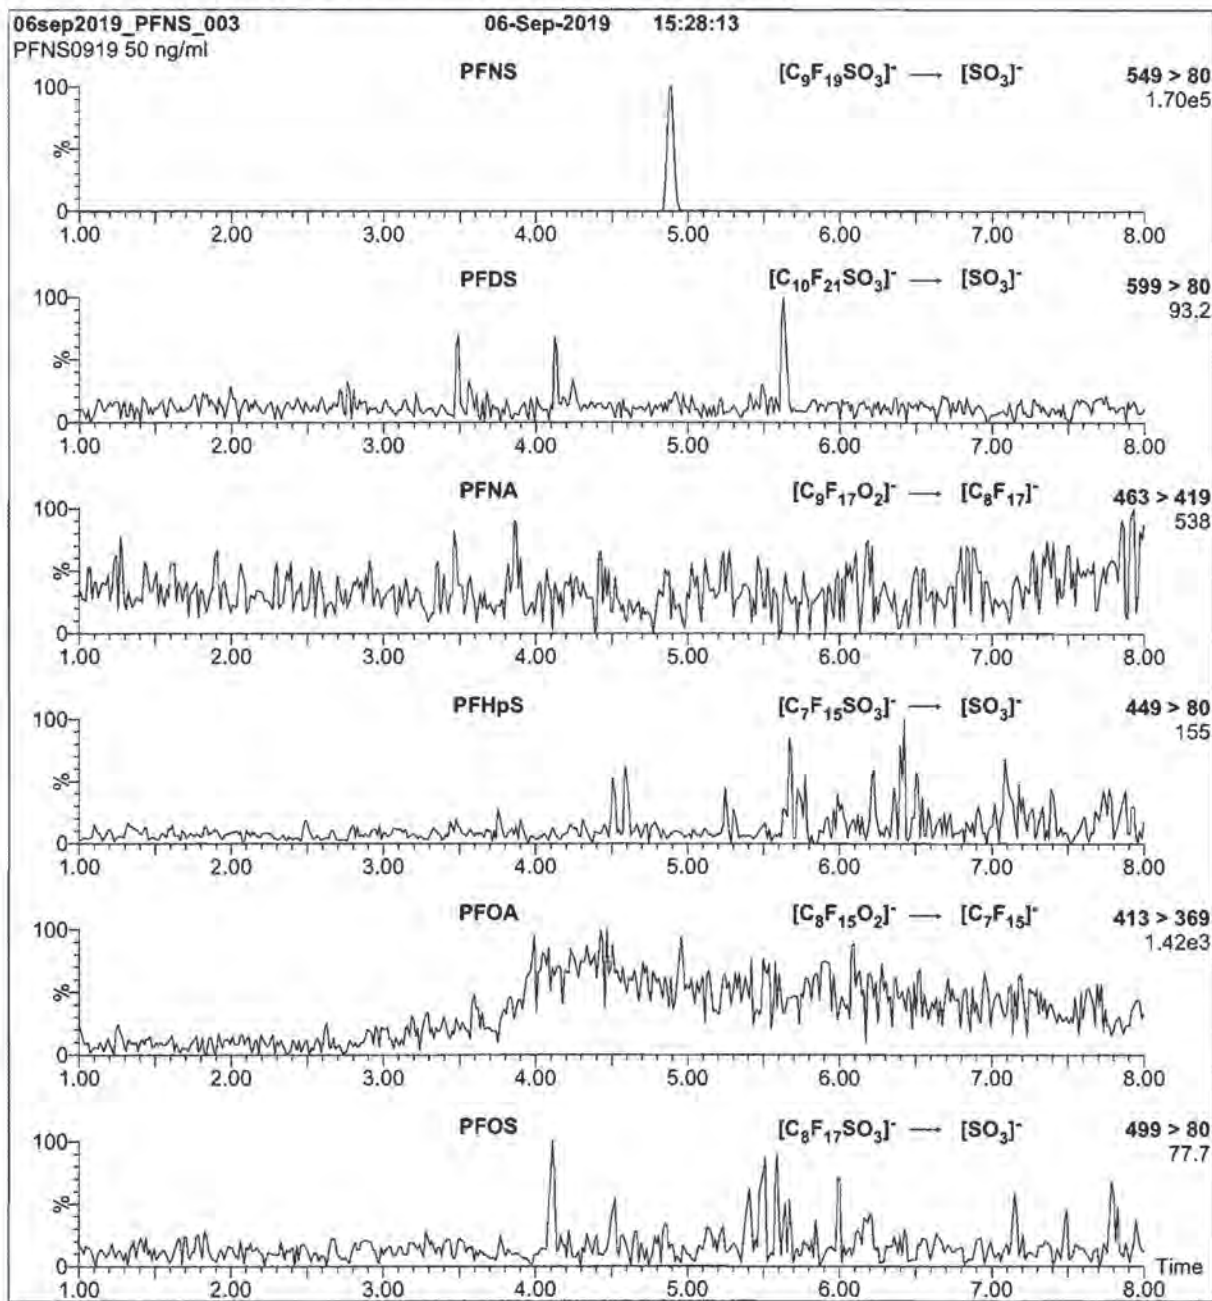 06sep2019_PFNS_003 06-Sep-2019 15:28:13
PFNS0919 50 ng/ml
PFNS [C₉F₁₉SO₃]⁻ ⟶ [SO₃]⁻ 549 > 80
100 1.70e5
%
0
1.00 2.00 3.00 4.00 5.00 6.00 7.00 8.00
PFDS [C₁₀F₂₁SO₃]⁻ ⟶ [SO₃]⁻ 599 > 80
100 93.2
%
0
1.00 2.00 3.00 4.00 5.00 6.00 7.00 8.00
PFNA [C₉F₁₇O₂]⁻ ⟶ [C₈F₁₇]⁻ 463 > 419
100 538
%
0
1.00 2.00 3.00 4.00 5.00 6.00 7.00 8.00
PFHpS [C₇F₁₅SO₃]⁻ ⟶ [SO₃]⁻ 449 > 80
100 155
%
0
1.00 2.00 3.00 4.00 5.00 6.00 7.00 8.00
PFOA [C₈F₁₅O₂]⁻ ⟶ [C₇F₁₅]⁻ 413 > 369
100 1.42e3
%
0
1.00 2.00 3.00 4.00 5.00 6.00 7.00 8.00
PFOS [C₈F₁₇SO₃]⁻ ⟶ [SO₃]⁻ 499 > 80
100 77.7
%
0 Time
1.00 2.00 3.00 4.00 5.00 6.00 7.00 8.00